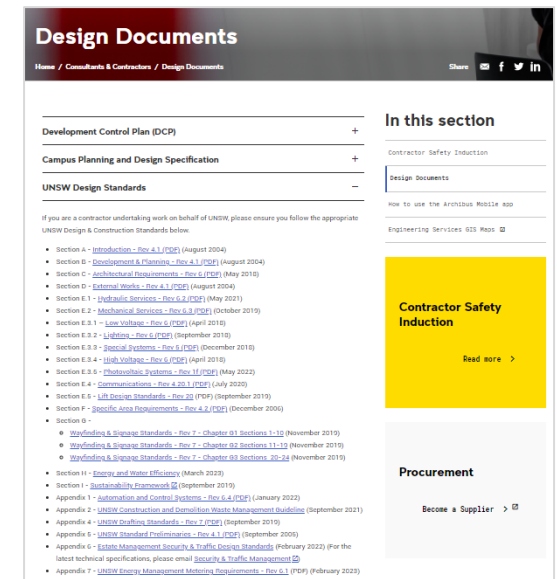 Design Documents
Home / Consultants & Contractors / Design Documents
Share
Development Control Plan (DCP) +
Campus Planning and Design Specification +
UNSW Design Standards −
If you are a contractor undertaking work on behalf of UNSW, please ensure you follow the appropriate
UNSW Design & Construction Standards below.
Section A - Introduction - Rev 4.1 (PDF) (August 2004)
Section B - Development & Planning - Rev 4.1 (PDF) (August 2004)
Section C - Architectural Requirements - Rev 6 (PDF) (May 2018)
Section D - External Works - Rev 4.1 (PDF) (August 2004)
Section E.1 - Hydraulic Services - Rev 6.2 (PDF) (May 2021)
Section E.2 - Mechanical Services - Rev 6.3 (PDF) (October 2019)
Section E.3.1 – Low Voltage - Rev 6 (PDF) (April 2018)
Section E.3.2 - Lighting - Rev 6 (PDF) (September 2018)
Section E.3.3 - Special Systems - Rev 6 (PDF) (December 2018)
Section E.3.4 - High Voltage - Rev 6 (PDF) (April 2018)
Section E.3.5 - Photovoltaic Systems - Rev 1f (PDF) (May 2022)
Section E.4 - Communications - Rev 4.20.1 (PDF) (July 2020)
Section E.5 - Lift Design Standards - Rev 20 (PDF) (September 2019)
Section F - Specific Area Requirements - Rev 4.2 (PDF) (December 2006)
Section G -
Wayfinding & Signage Standards - Rev 7 - Chapter G1 Sections 1-10 (November 2019)
Wayfinding & Signage Standards - Rev 7 - Chapter G2 Sections 11-19 (November 2019)
Wayfinding & Signage Standards - Rev 7 - Chapter G3 Sections 20-24 (November 2019)
Section H - Energy and Water Efficiency (March 2023)
Section I - Sustainability Framework (September 2019)
Appendix 1 - Automation and Control Systems - Rev 6.4 (PDF) (January 2022)
Appendix 2 - UNSW Construction and Demolition Waste Management Guideline (September 2021)
Appendix 4 - UNSW Drafting Standards - Rev 7 (PDF) (September 2019)
Appendix 5 - UNSW Standard Preliminaries - Rev 4.1 (PDF) (September 2006)
Appendix 6 - Estate Management Security & Traffic Design Standards (February 2022) (For the
latest technical specifications, please email Security & Traffic Management)
Appendix 7 - UNSW Energy Management Metering Requirements - Rev 6.1 (PDF) (February 2023)
In this section
Contractor Safety Induction
Design Documents
How to use the Archibus Mobile app
Engineering Services GIS Maps
Contractor Safety
Induction
Read more >
Procurement
Become a Supplier >